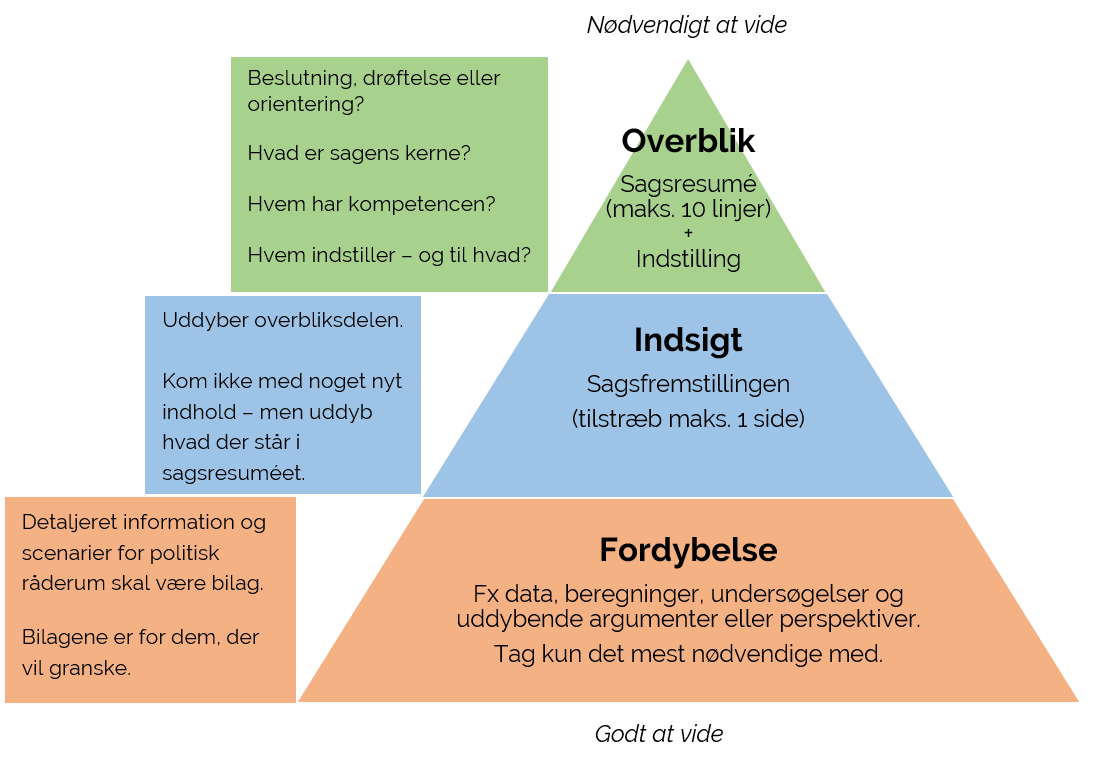 Nødvendigt at vide
Beslutning, drøftelse eller
orientering?
Hvad er sagens kerne?
Hvem har kompetencen?
Hvem indstiller – og til hvad?
Overblik
Sagsresumé
(maks. 10 linjer)
+
Indstilling
Uddyber overbliksdelen.
Kom ikke med noget nyt
indhold – men uddyb
hvad der står i
sagsresuméet.
Indsigt
Sagsfremstillingen
(tilstræb maks. 1 side)
Detaljeret information og
scenarier for politisk
råderum skal være bilag.
Bilagene er for dem, der
vil granske.
Fordybelse
Fx data, beregninger, undersøgelser og
uddybende argumenter eller perspektiver.
Tag kun det mest nødvendige med.
Godt at vide